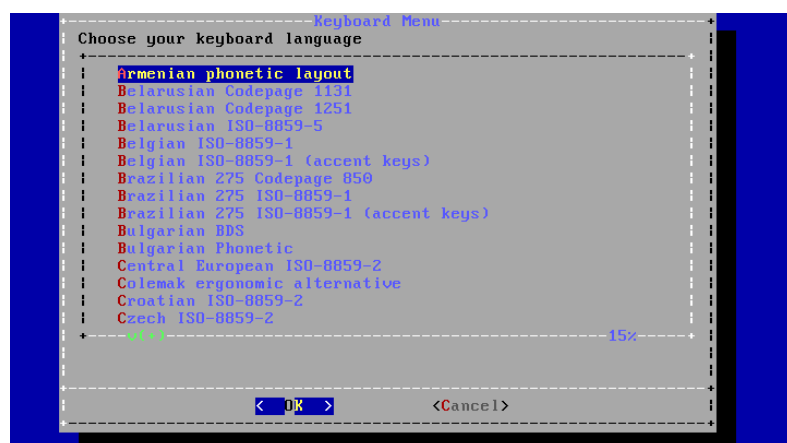 Keyboard Menu
Choose your keyboard language
Armenian phonetic layout
Belarusian Codepage 1131
Belarusian Codepage 1251
Belarusian ISO-8859-5
Belgian ISO-8859-1
Belgian ISO-8859-1 (accent keys)
Brazilian 275 Codepage 850
Brazilian 275 ISO-8859-1
Brazilian 275 ISO-8859-1 (accent keys)
Bulgarian BDS
Bulgarian Phonetic
Central European ISO-8859-2
Colemak ergonomic alternative
Croatian ISO-8859-2
Czech ISO-8859-2
v(+) 15%
< OK > <Cancel>